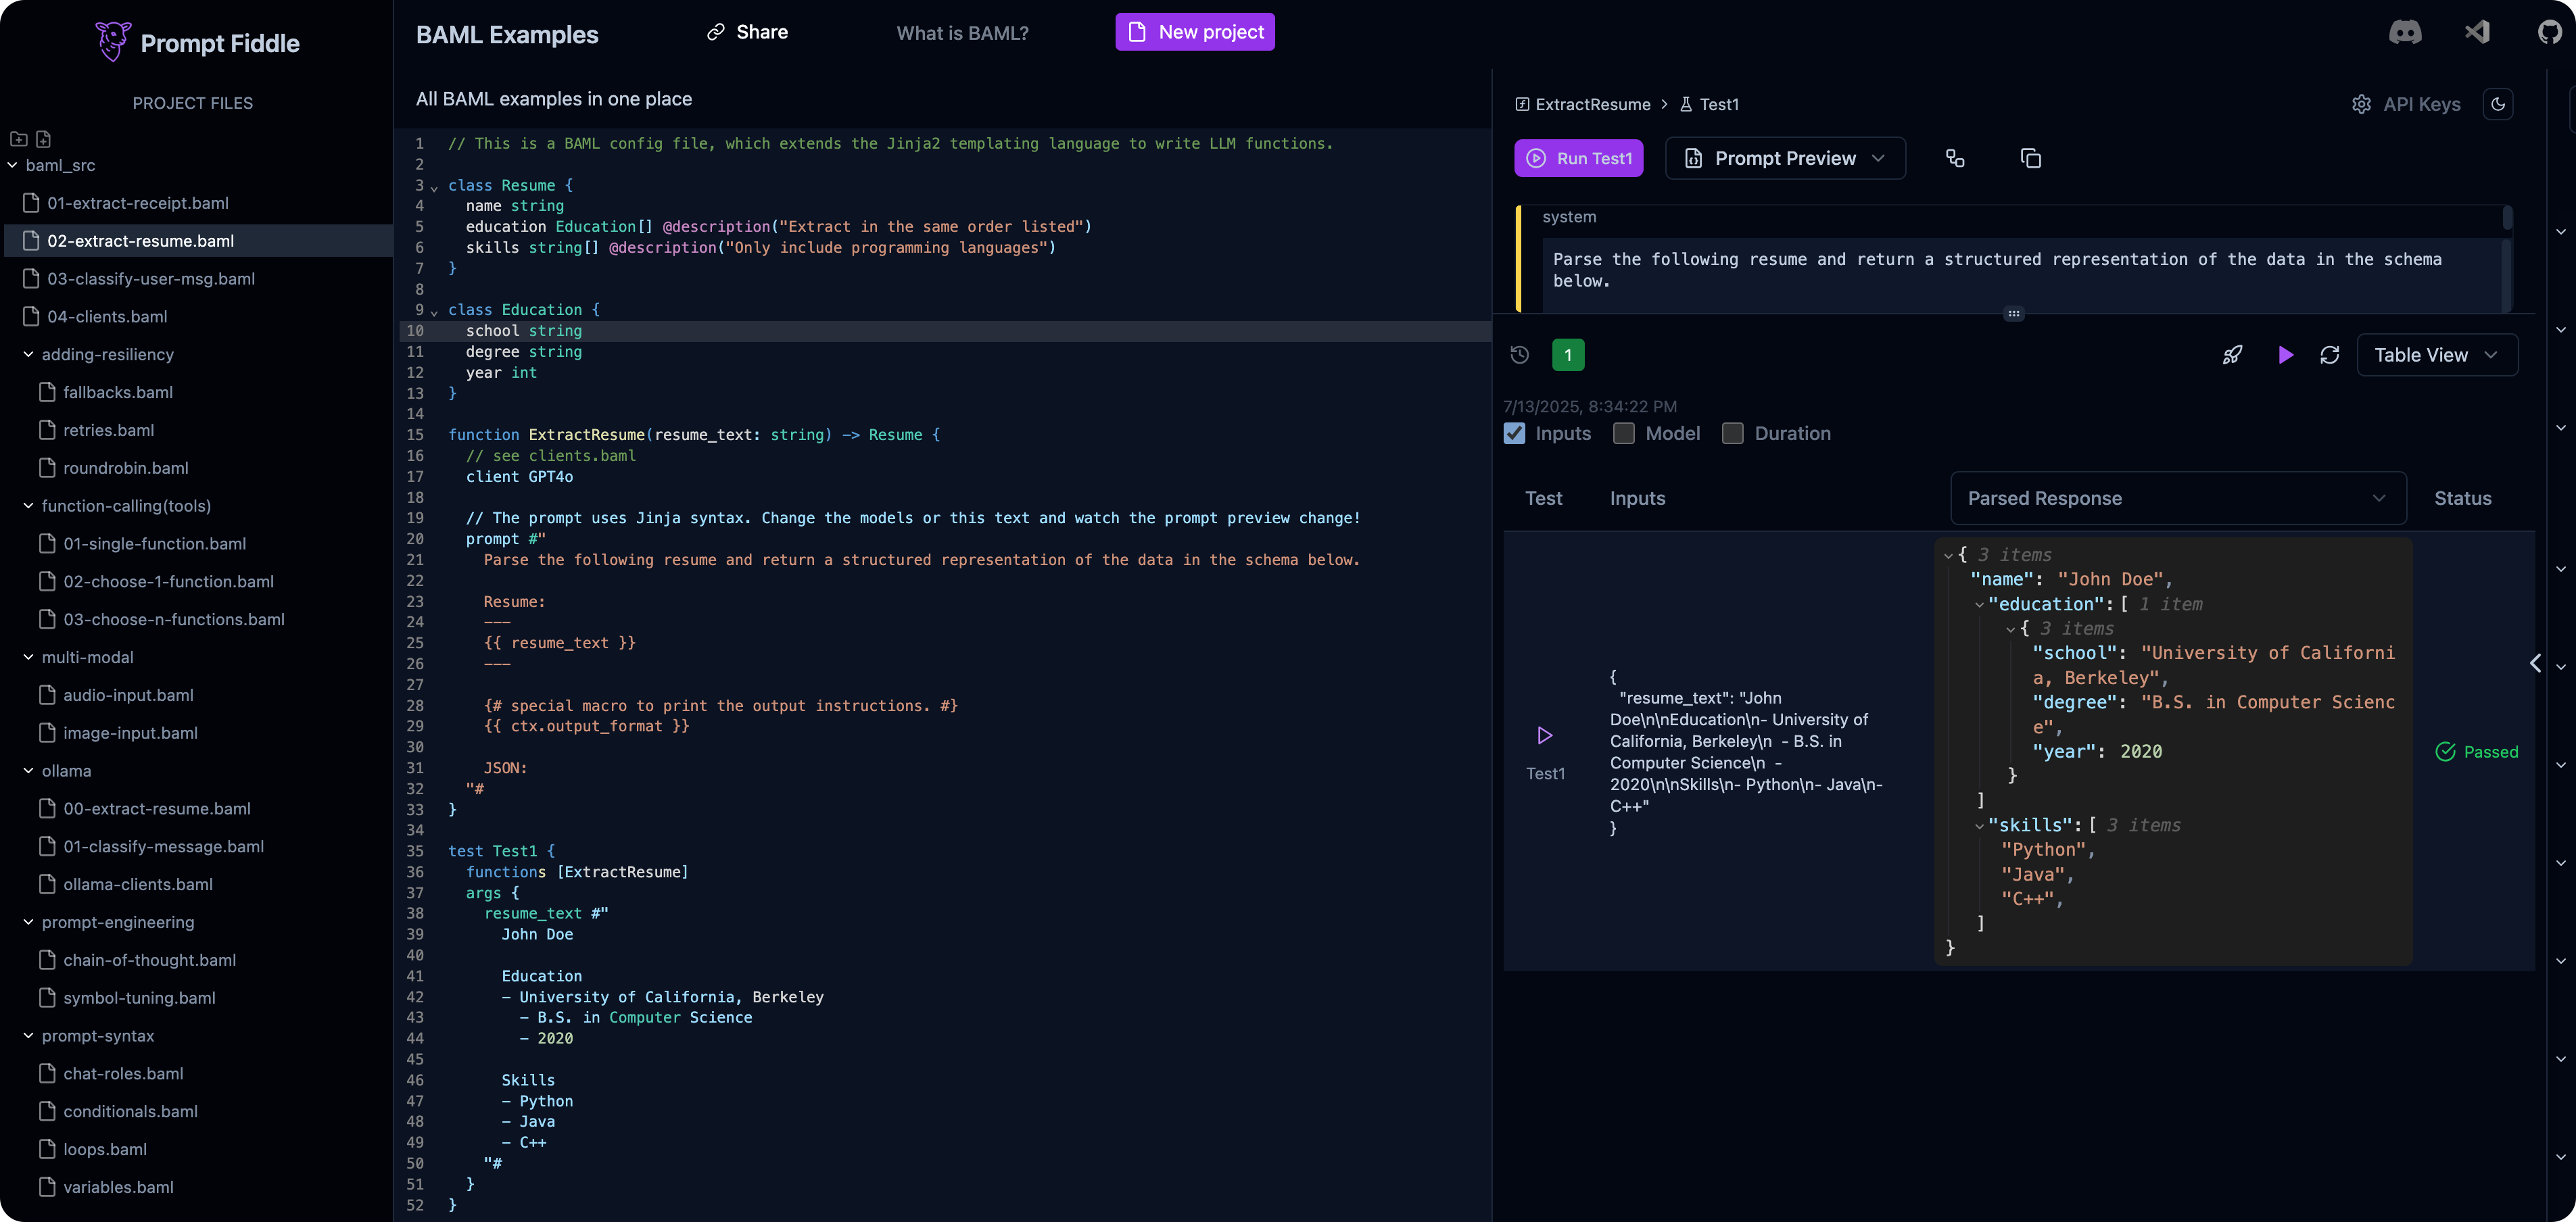 Prompt Fiddle
BAML Examples
Share
What is BAML?
New project
PROJECT FILES
baml_src
01-extract-receipt.baml
02-extract-resume.baml
03-classify-user-msg.baml
04-clients.baml
adding-resiliency
fallbacks.baml
retries.baml
roundrobin.baml
function-calling(tools)
01-single-function.baml
02-choose-1-function.baml
03-choose-n-functions.baml
multi-modal
audio-input.baml
image-input.baml
ollama
00-extract-resume.baml
01-classify-message.baml
ollama-clients.baml
prompt-engineering
chain-of-thought.baml
symbol-tuning.baml
prompt-syntax
chat-roles.baml
conditionals.baml
loops.baml
variables.baml
All BAML examples in one place
1 // This is a BAML config file, which extends the Jinja2 templating language to write LLM functions.
2
3 class Resume {
4 name string
5 education Education[] @description("Extract in the same order listed")
6 skills string[] @description("Only include programming languages")
7 }
8
9 class Education {
10 school string
11 degree string
12 year int
13 }
14
15 function ExtractResume(resume_text: string) -> Resume {
16 // see clients.baml
17 client GPT4o
18
19 // The prompt uses Jinja syntax. Change the models or this text and watch the prompt preview change!
20 prompt #"
21 Parse the following resume and return a structured representation of the data in the schema below.
22
23 Resume:
24 ---
25 {{ resume_text }}
26 ---
27
28 {# special macro to print the output instructions. #}
29 {{ ctx.output_format }}
30
31 JSON:
32 "#
33 }
34
35 test Test1 {
36 functions [ExtractResume]
37 args {
38 resume_text #"
39 John Doe
40
41 Education
42 - University of California, Berkeley
43 - B.S. in Computer Science
44 - 2020
45
46 Skills
47 - Python
48 - Java
49 - C++
50 "#
51 }
52 }
ExtractResume > Test1
API Keys
Run Test1
Prompt Preview
system
Parse the following resume and return a structured representation of the data in the schema
below.
1
Table View
7/13/2025, 8:34:22 PM
Inputs Model Duration
Test Inputs Parsed Response Status
Test1
{
"resume_text": "John
Doe\n\nEducation\n- University of
California, Berkeley\n - B.S. in
Computer Science\n -
2020\n\nSkills\n- Python\n- Java\n-
C++"
}
{ 3 items
"name": "John Doe",
"education": [ 1 item
{ 3 items
"school": "University of Californi
a, Berkeley",
"degree": "B.S. in Computer Scienc
e",
"year": 2020
}
]
"skills": [ 3 items
"Python",
"Java",
"C++",
]
}
Passed